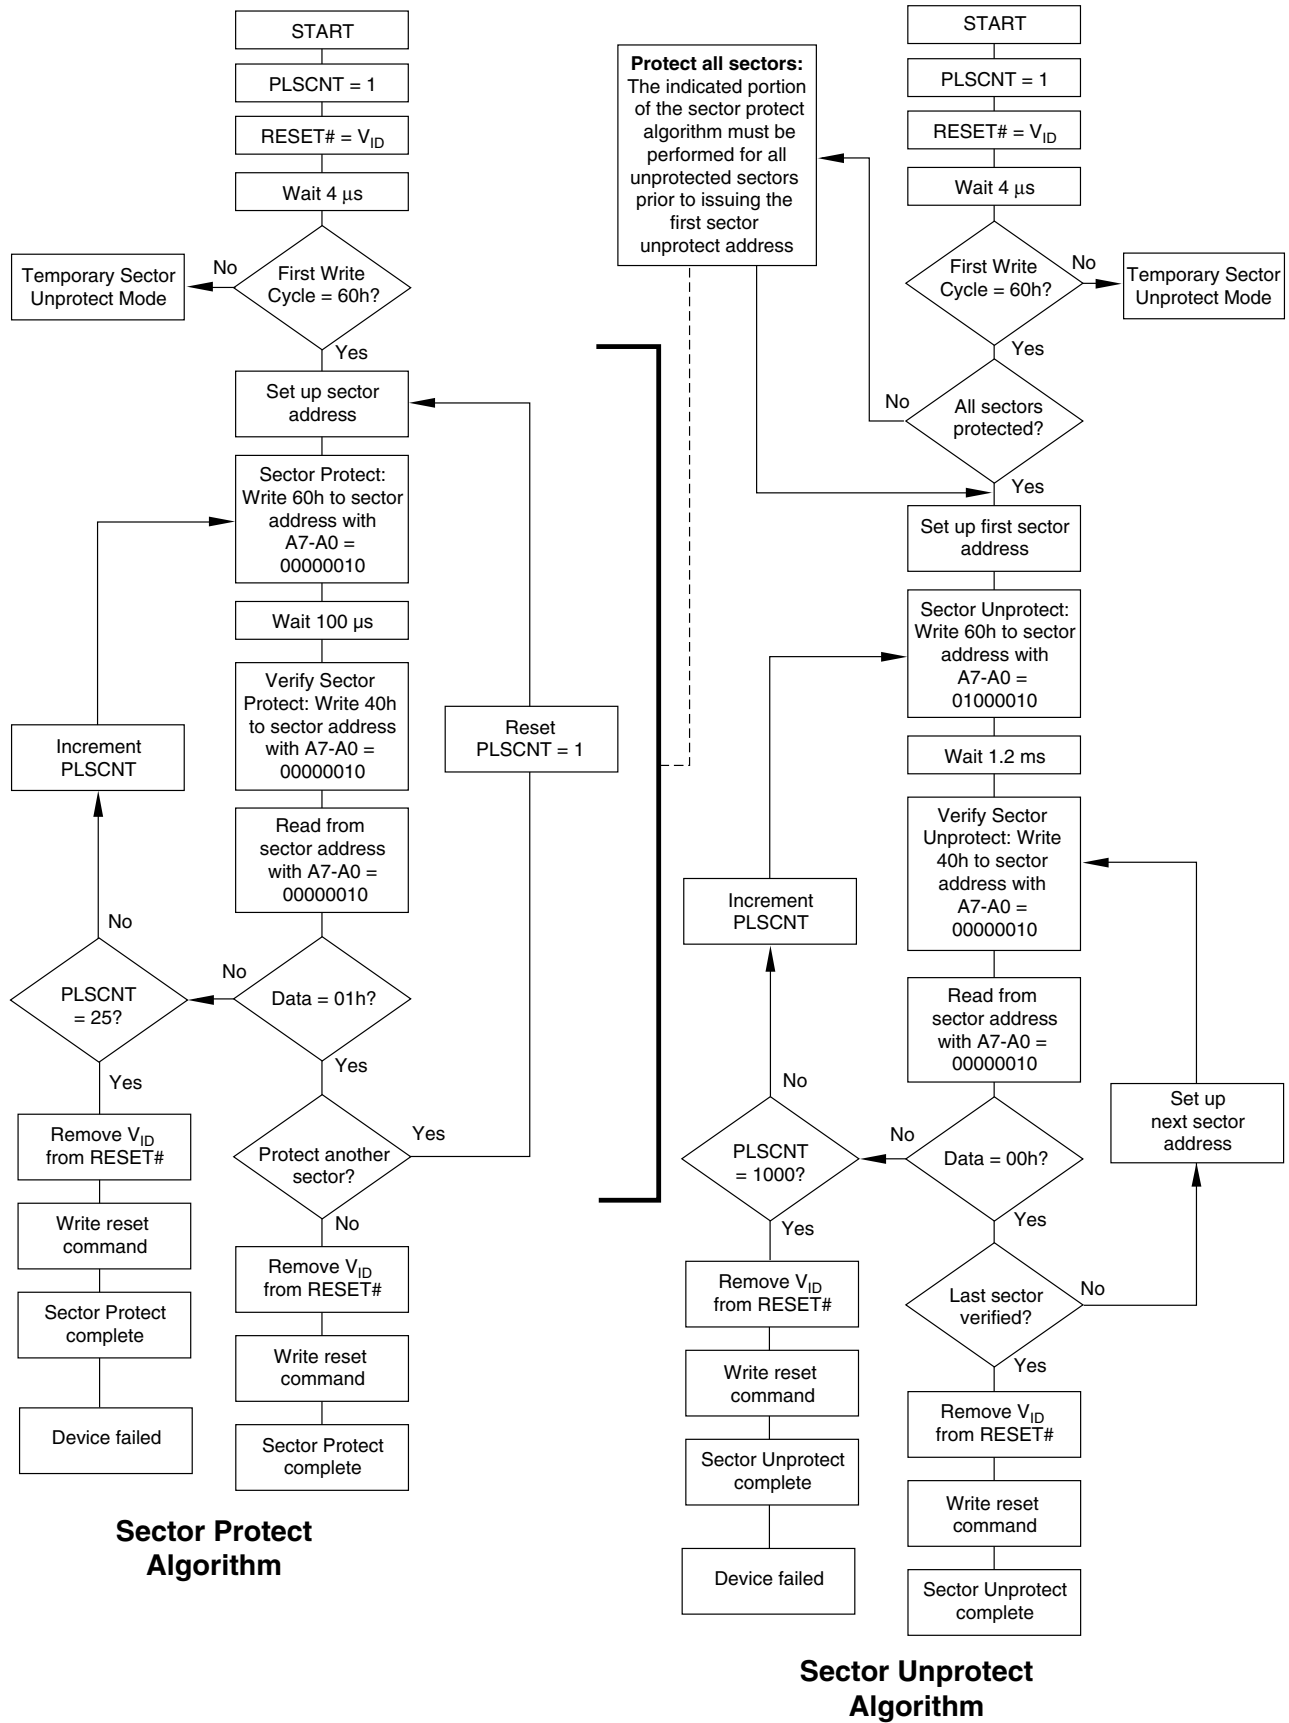 START
PLSCNT = 1
RESET# = VID
Wait 4 μs
First Write
Cycle = 60h?
No
Temporary Sector
Unprotect Mode
Yes
Set up sector
address
Sector Protect:
Write 60h to sector
address with
A7-A0 =
00000010
Wait 100 µs
Verify Sector
Protect: Write 40h
to sector address
with A7-A0 =
00000010
Read from
sector address
with A7-A0 =
00000010
Data = 01h?
No
PLSCNT
= 25?
No
Increment
PLSCNT
Yes
Remove VID
from RESET#
Write reset
command
Sector Protect
complete
Device failed
Yes
Protect another
sector?
Yes
Reset
PLSCNT = 1
No
Remove VID
from RESET#
Write reset
command
Sector Protect
complete
Sector Protect
Algorithm
Protect all sectors:
The indicated portion
of the sector protect
algorithm must be
performed for all
unprotected sectors
prior to issuing the
first sector
unprotect address
START
PLSCNT = 1
RESET# = VID
Wait 4 μs
First Write
Cycle = 60h?
No
Temporary Sector
Unprotect Mode
Yes
All sectors
protected?
No
Yes
Set up first sector
address
Sector Unprotect:
Write 60h to sector
address with
A7-A0 =
01000010
Wait 1.2 ms
Verify Sector
Unprotect: Write
40h to sector
address with
A7-A0 =
00000010
Read from
sector address
with A7-A0 =
00000010
Data = 00h?
No
PLSCNT
= 1000?
No
Increment
PLSCNT
Yes
Remove VID
from RESET#
Write reset
command
Sector Unprotect
complete
Device failed
Yes
Last sector
verified?
No
Set up
next sector
address
Yes
Remove VID
from RESET#
Write reset
command
Sector Unprotect
complete
Sector Unprotect
Algorithm